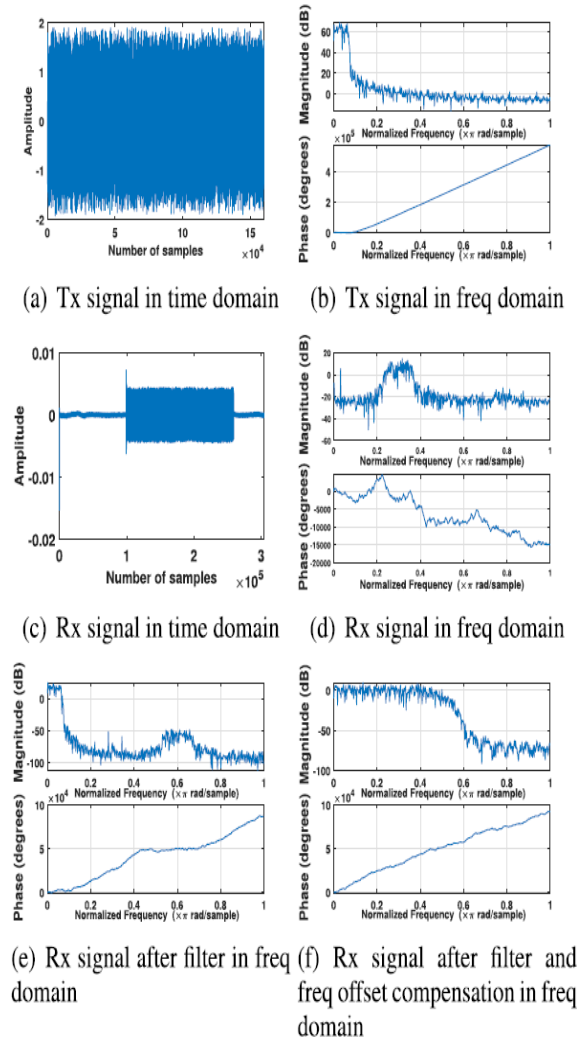 2
1
0
-1
-2
Amplitude
0 5 10 15
Number of samples ×10^4
60
40
20
0
Magnitude (dB)
0 0.2 0.4 0.6 0.8 1
Normalized Frequency (×π rad/sample)
×10^5
4
2
0
Phase (degrees)
0 0.2 0.4 0.6 0.8 1
Normalized Frequency (×π rad/sample)
(a) Tx signal in time domain
(b) Tx signal in freq domain
0.01
0
-0.01
-0.02
Amplitude
0 1 2 3
Number of samples ×10^5
20
0
-20
-40
-60
Magnitude (dB)
0 0.2 0.4 0.6 0.8 1
Normalized Frequency (×π rad/sample)
0
-5000
-10000
-15000
-20000
Phase (degrees)
0 0.2 0.4 0.6 0.8 1
Normalized Frequency (×π rad/sample)
(c) Rx signal in time domain
(d) Rx signal in freq domain
0
-50
-100
Magnitude (dB)
0 0.2 0.4 0.6 0.8 1
Normalized Frequency (×π rad/sample)
×10^4
10
5
0
Phase (degrees)
0 0.2 0.4 0.6 0.8 1
Normalized Frequency (×π rad/sample)
0
-50
-100
Magnitude (dB)
0 0.2 0.4 0.6 0.8 1
Normalized Frequency (×π rad/sample)
×10^4
10
5
0
Phase (degrees)
0 0.2 0.4 0.6 0.8 1
Normalized Frequency (×π rad/sample)
(e) Rx signal after filter in freq
domain
(f) Rx signal after filter and
freq offset compensation in freq
domain